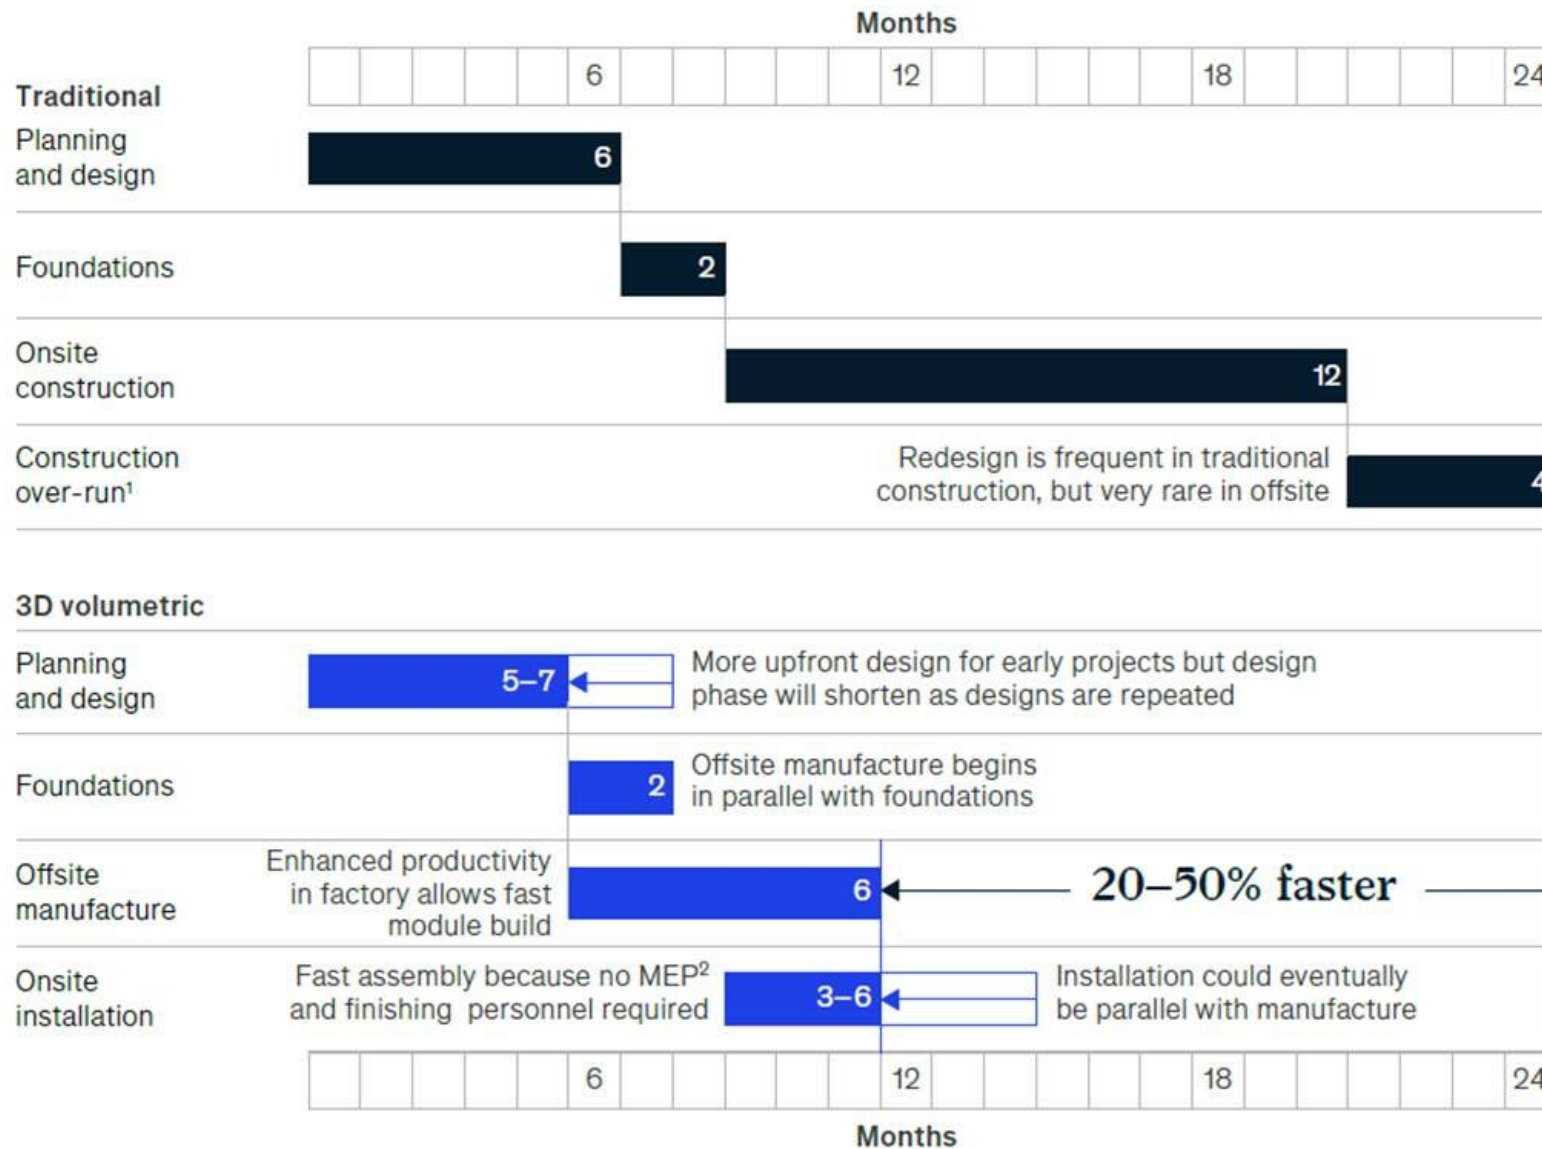 Months
6 12 18 24
Traditional
Planning
and design
6
Foundations
2
Onsite
construction
12
Construction
over-run¹
Redesign is frequent in traditional
construction, but very rare in offsite
4
3D volumetric
Planning
and design
5–7
More upfront design for early projects but design
phase will shorten as designs are repeated
Foundations
2
Offsite manufacture begins
in parallel with foundations
Offsite
manufacture
Enhanced productivity
in factory allows fast
module build
6
20–50% faster
Onsite
installation
Fast assembly because no MEP²
and finishing personnel required
3–6
Installation could eventually
be parallel with manufacture
6 12 18 24
Months